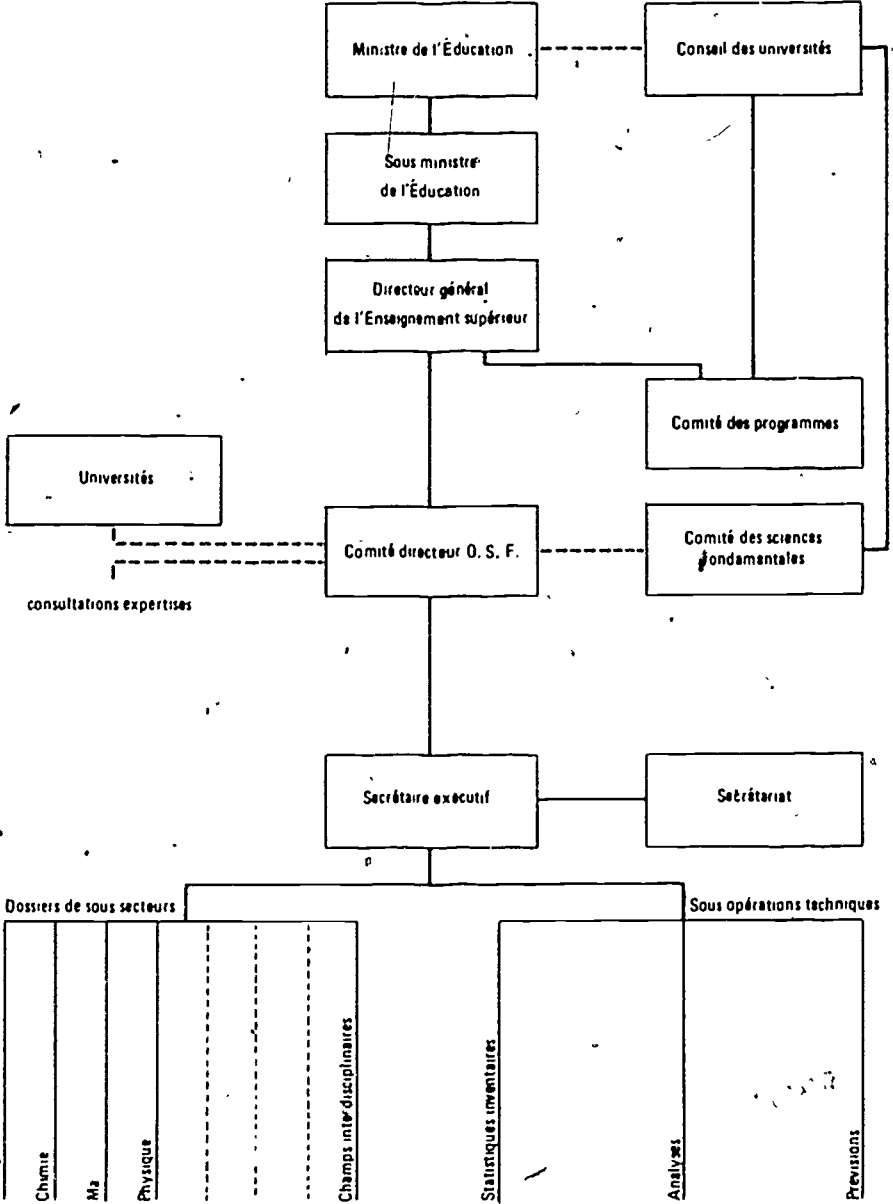 Ministre de l'Éducation
Conseil des universités
Sous ministre
de l'Éducation
Directeur général
de l'Enseignement supérieur
Comité des programmes
Universités
Comité directeur O. S. F.
Comité des sciences
fondamentales
consultations expertises
Secrétaire exécutif
Secrétariat
Dossiers de sous secteurs
Sous opérations techniques
Chimie
Ma
Physique
Champs interdisciplinaires
Statistiques inventaires
Analyses
Prévisions